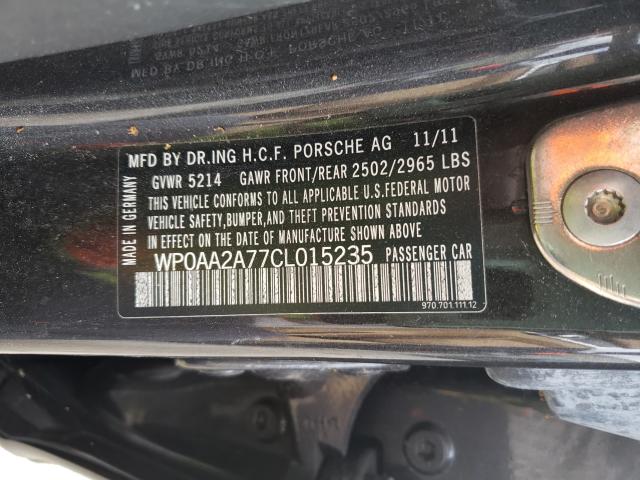 MFD BY DR.ING H.C.F. PORSCHE AG 11/11
GVWR 5214 GAWR FRONT/REAR 2502/2965 LBS
THIS VEHICLE CONFORMS TO ALL APPLICABLE U.S.FEDERAL MOTOR
VEHICLE SAFETY,BUMPER,AND THEFT PREVENTION STANDARDS
IN EFFECT ON THE DATE OF MANUFACTURE SHOWN ABOVE
WP0AA2A77CL015235 PASSENGER CAR
970.701.111.12
MADE IN GERMANY